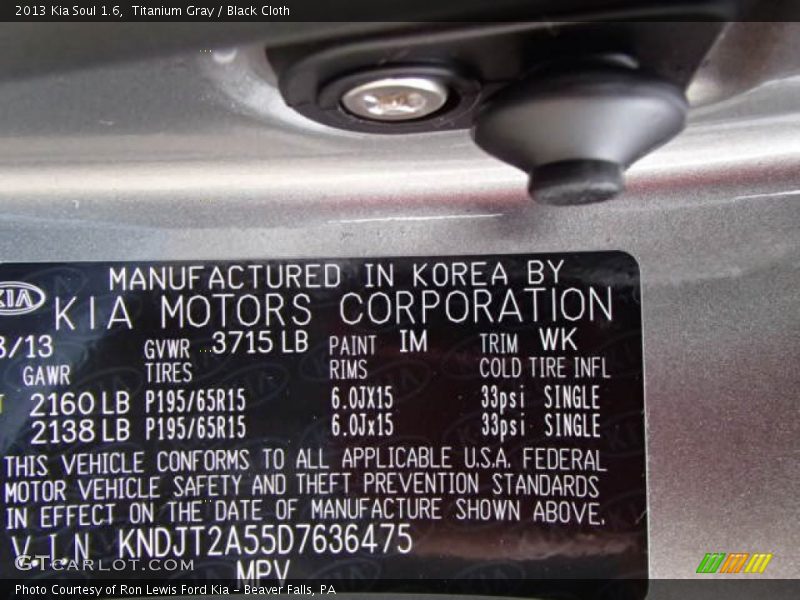 2013 Kia Soul 1.6, Titanium Gray / Black Cloth
MANUFACTURED IN KOREA BY
KIA KIA MOTORS CORPORATION
/13 GVWR 3715 LB PAINT IM TRIM WK
GAWR TIRES RIMS COLD TIRE INFL
2160 LB P195/65R15 6.0JX15 33psi SINGLE
2138 LB P195/65R15 6.0Jx15 33psi SINGLE
THIS VEHICLE CONFORMS TO ALL APPLICABLE U.S.A. FEDERAL
MOTOR VEHICLE SAFETY AND THEFT PREVENTION STANDARDS
IN EFFECT ON THE DATE OF MANUFACTURE SHOWN ABOVE.
V.I.N KNDJT2A55D7636475
GTCARLOT.COM
MPV
Photo Courtesy of Ron Lewis Ford Kia - Beaver Falls, PA